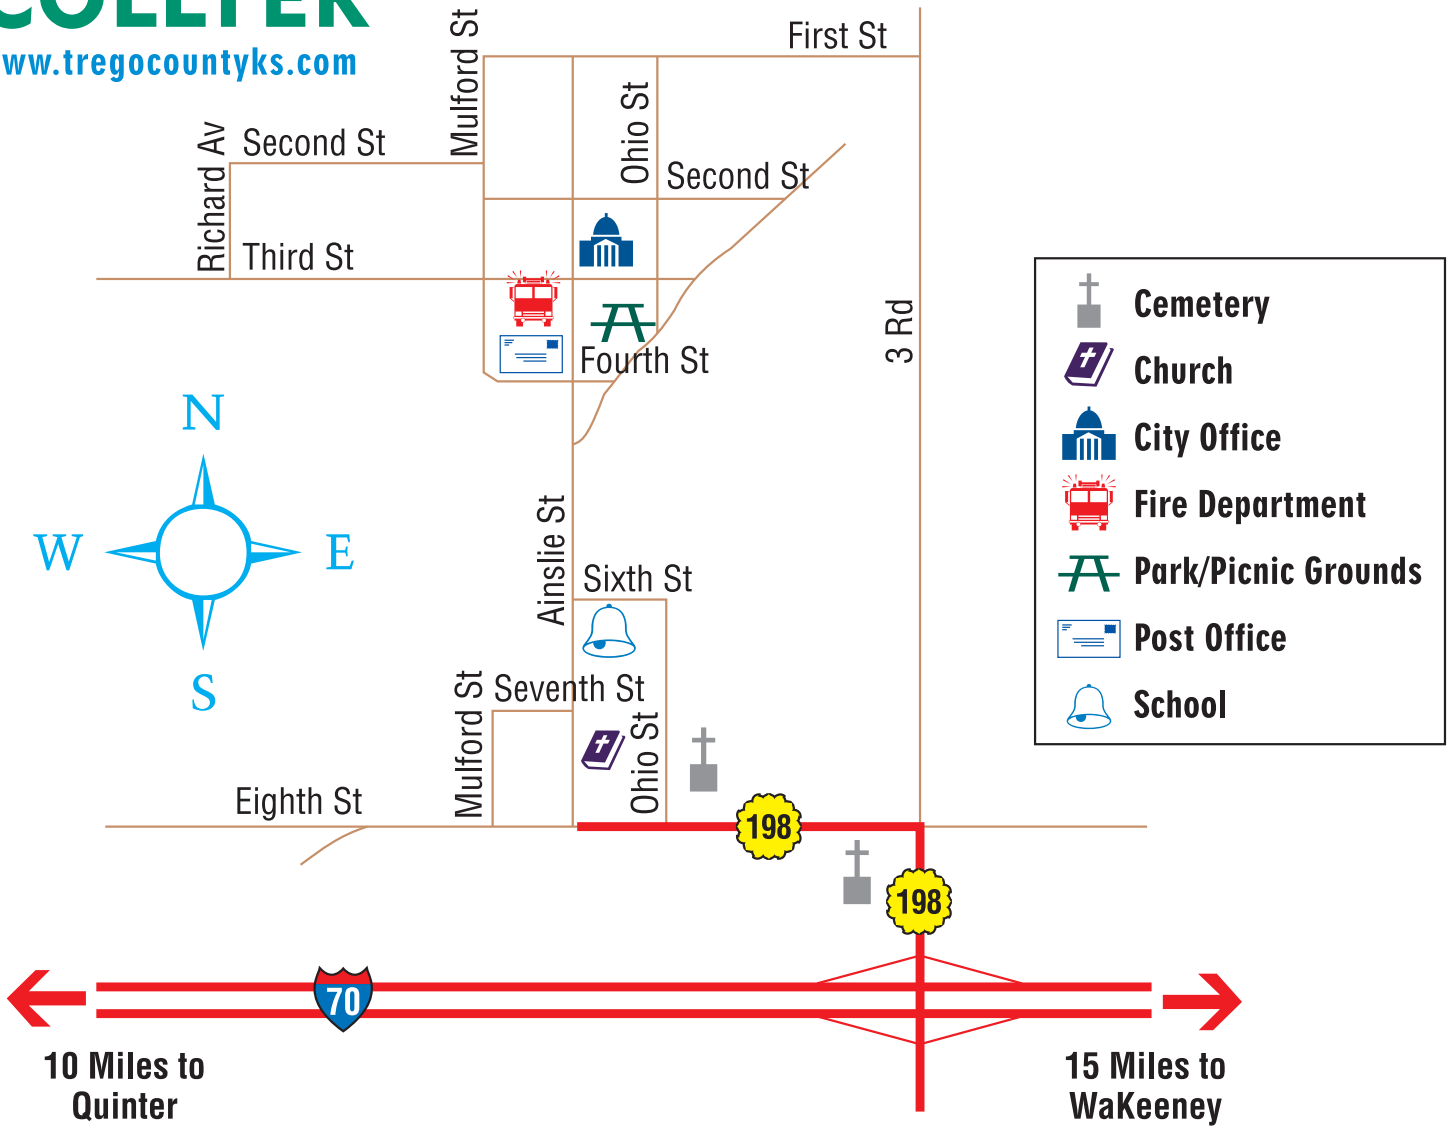 COLLYER
ww.tregocountyks.com
Mulford St
First St
Ohio St
Richard Av
Second St
Second St
Third St
3 Rd
Fourth St
N
W
E
S
Ainslie St
Sixth St
Mulford St
Seventh St
Ohio St
Eighth St
198
198
70
10 Miles to
Quinter
15 Miles to
WaKeeney
Cemetery
Church
City Office
Fire Department
Park/Picnic Grounds
Post Office
School